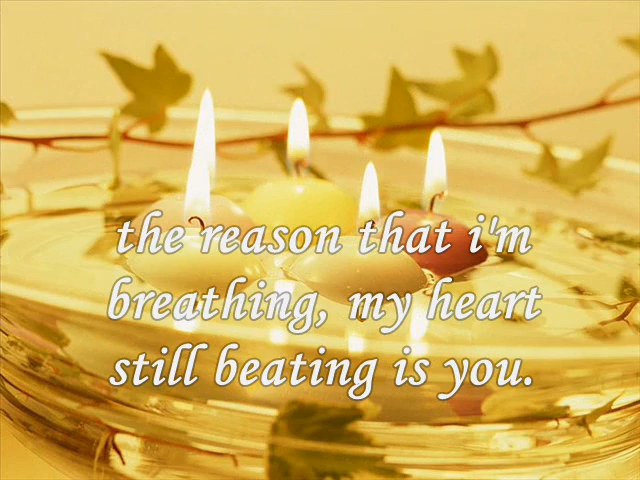 the reason that i'm
breathing, my heart
still beating is you.